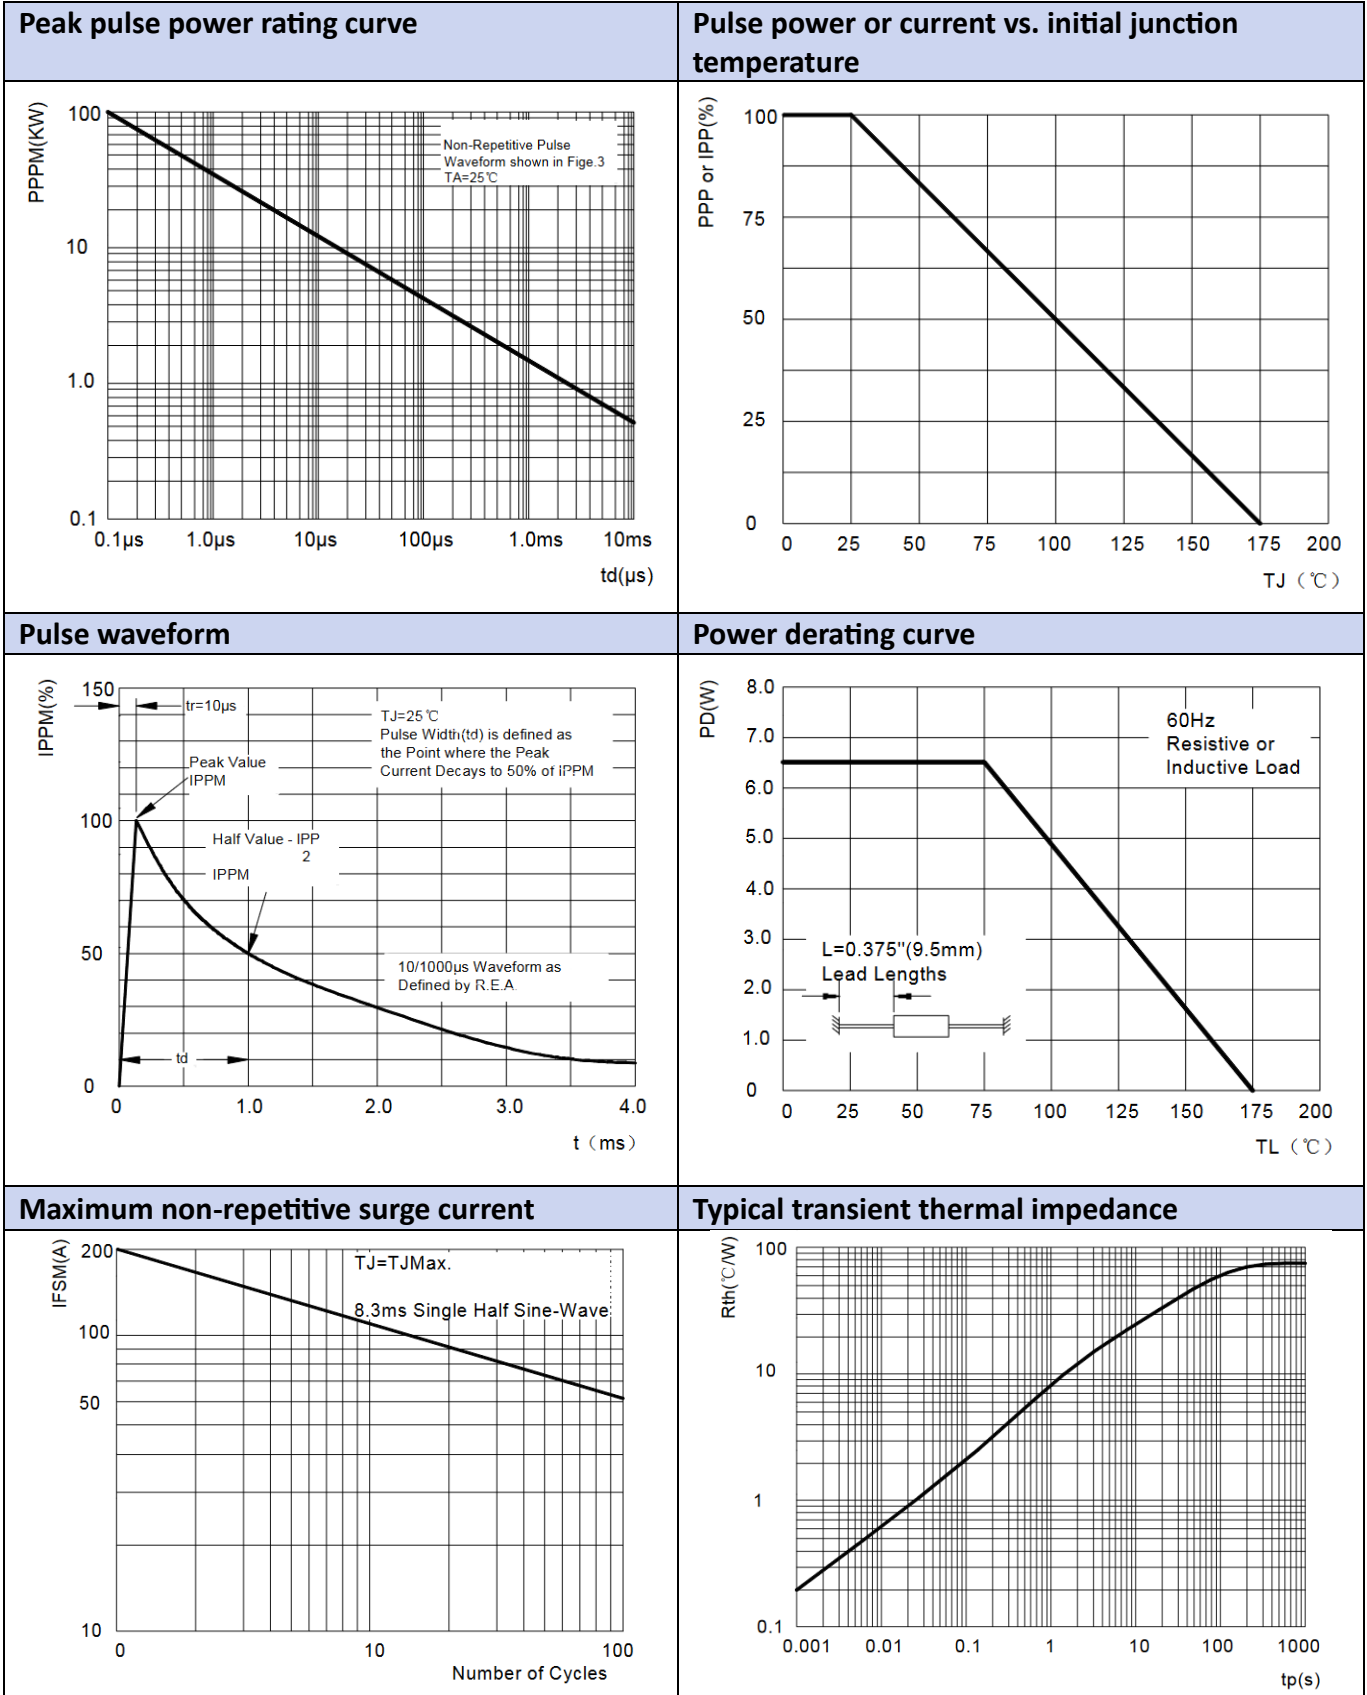 Peak pulse power rating curve
Pulse power or current vs. initial junction
temperature
PPPM(KW)
100
10
1.0
0.1
Non-Repetitive Pulse
Waveform shown in Fige.3
TA=25℃
0.1µs 1.0µs 10µs 100µs 1.0ms 10ms
td(µs)
PPP or IPP(%)
100
75
50
25
0
0 25 50 75 100 125 150 175 200
TJ（℃）
Pulse waveform
Power derating curve
IPPM(%)
150
100
50
0
tr=10µs
TJ=25℃
Pulse Width(td) is defined as
the Point where the Peak
Current Decays to 50% of IPPM
Peak Value
IPPM
Half Value - IPP
2
IPPM
10/1000µs Waveform as
Defined by R.E.A
td
0 1.0 2.0 3.0 4.0
t（ms）
PD(W)
8.0
7.0
6.0
5.0
4.0
3.0
2.0
1.0
0
60Hz
Resistive or
Inductive Load
L=0.375"(9.5mm)
Lead Lengths
0 25 50 75 100 125 150 175 200
TL（℃）
Maximum non-repetitive surge current
Typical transient thermal impedance
IFSM(A)
200
100
50
10
TJ=TJMax.
8.3ms Single Half Sine-Wave
0 10 100
Number of Cycles
Rth(℃/W)
100
10
1
0.1
0.001 0.01 0.1 1 10 100 1000
tp(s)